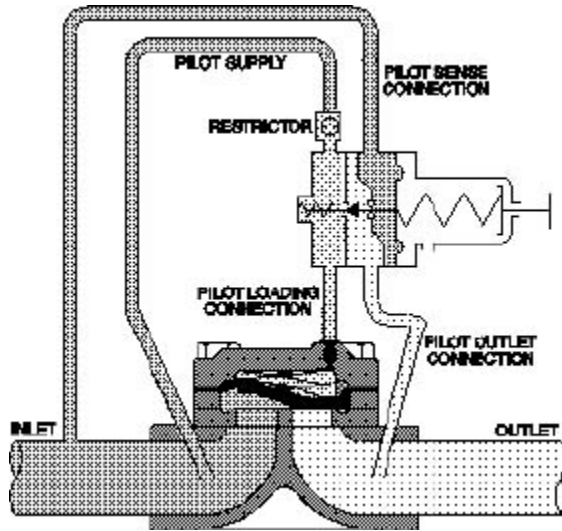 PILOT SUPPLY
PILOT SENSE
CONNECTION
RESTRICTOR
PILOT LOADING
CONNECTION
PILOT OUTLET
CONNECTION
INLET
OUTLET